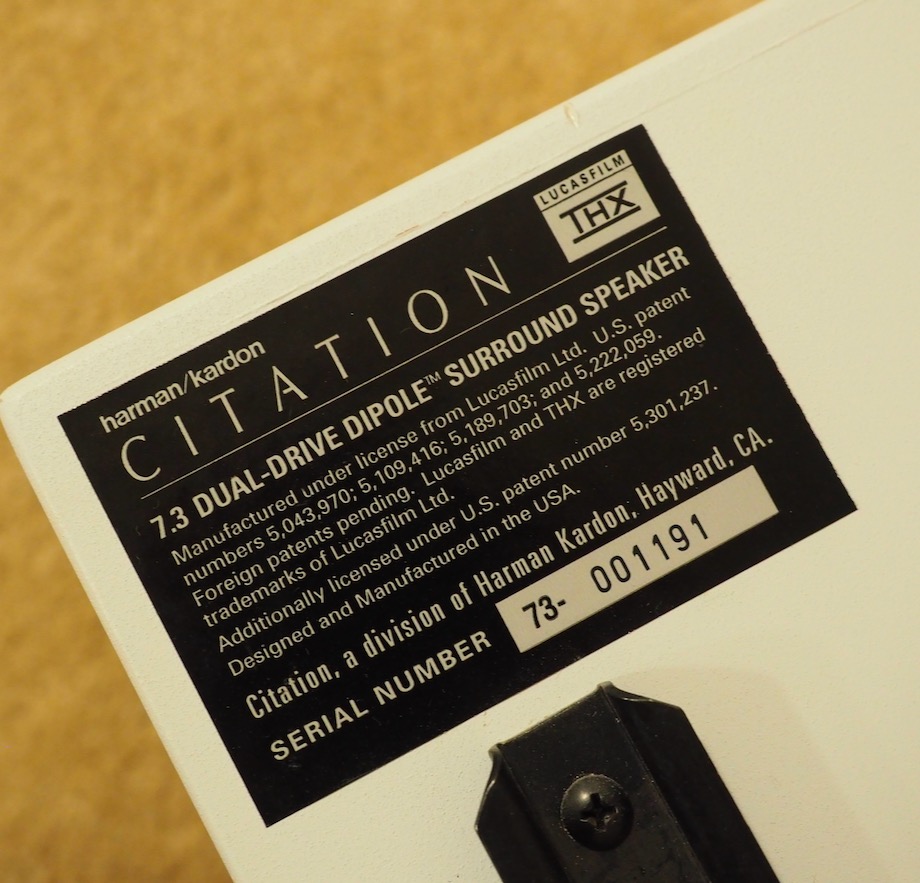 harman/kardon
LUCASFILM
THX
CITATION
7.3 DUAL-DRIVE DIPOLE™ SURROUND SPEAKER
Manufactured under license from Lucasfilm Ltd. U.S. patent
numbers 5,043,970; 5,109,416; 5,189,703; and 5,222,059.
Foreign patents pending. Lucasfilm and THX are registered
trademarks of Lucasfilm Ltd.
Additionally licensed under U.S. patent number 5,301,237.
Designed and Manufactured in the USA.
Citation, a division of Harman Kardon, Hayward, CA.
SERIAL NUMBER 73- 001191